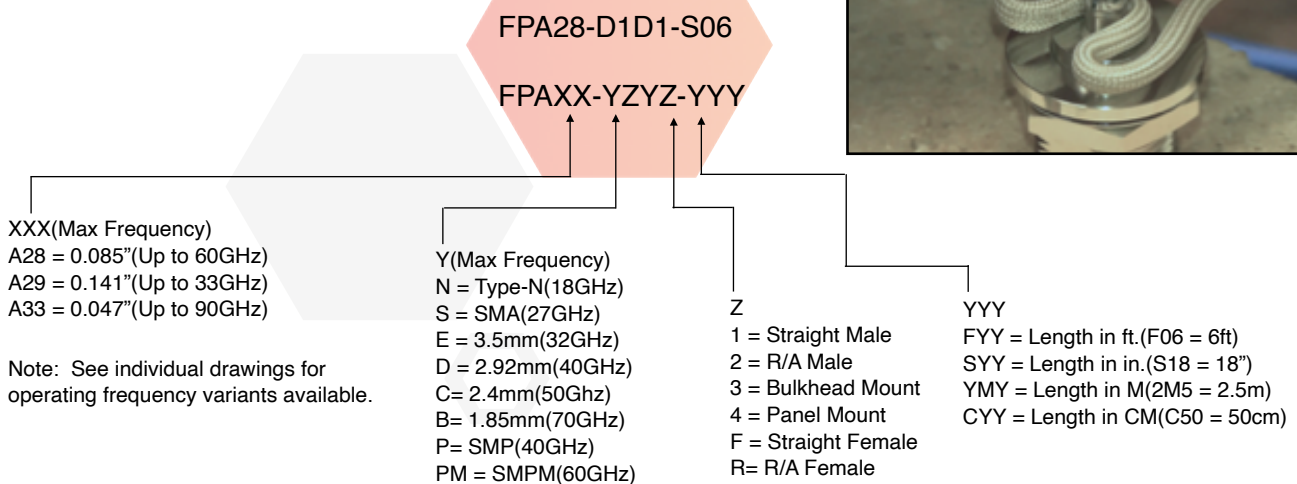 FPA28-D1D1-S06
FPAXX-YZYZ-YYY
XXX(Max Frequency)
A28 = 0.085”(Up to 60GHz)
A29 = 0.141”(Up to 33GHz)
A33 = 0.047”(Up to 90GHz)
Note: See individual drawings for
operating frequency variants available.
Y(Max Frequency)
N = Type-N(18GHz)
S = SMA(27GHz)
E = 3.5mm(32GHz)
D = 2.92mm(40GHz)
C= 2.4mm(50Ghz)
B= 1.85mm(70GHz)
P= SMP(40GHz)
PM = SMPM(60GHz)
Z
1 = Straight Male
2 = R/A Male
3 = Bulkhead Mount
4 = Panel Mount
F = Straight Female
R= R/A Female
YYY
FYY = Length in ft.(F06 = 6ft)
SYY = Length in in.(S18 = 18”)
YMY = Length in M(2M5 = 2.5m)
CYY = Length in CM(C50 = 50cm)